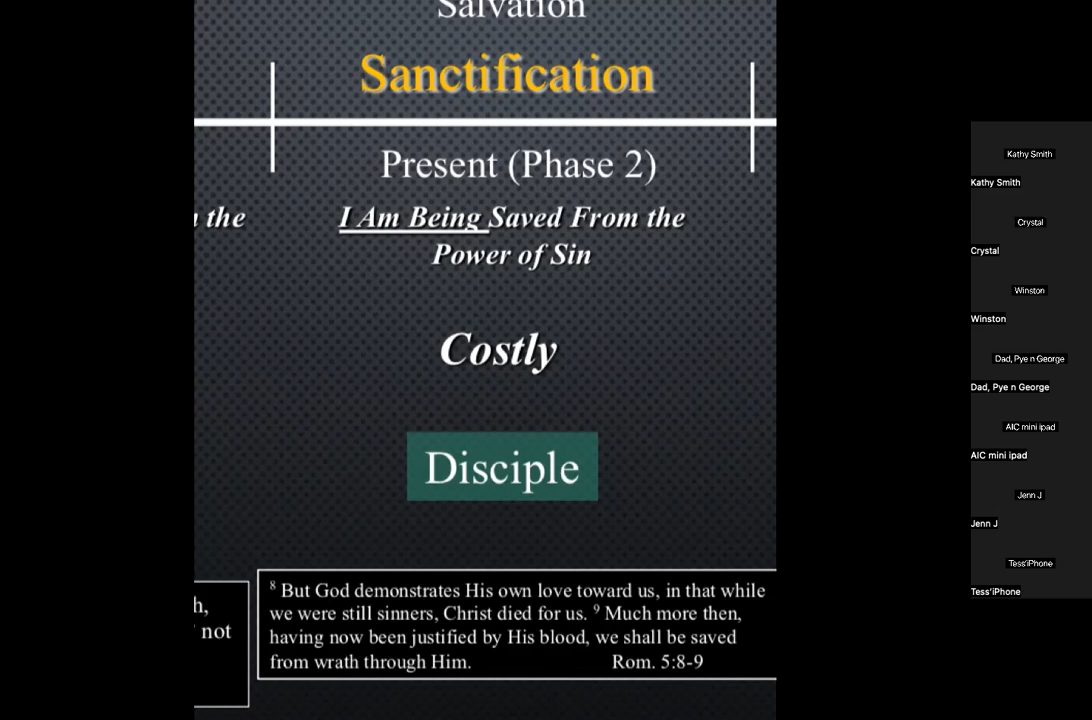 Salvation
Sanctification
Present (Phase 2)
the
I Am Being Saved From the
Power of Sin
Costly
Disciple
h,
not
⁸ But God demonstrates His own love toward us, in that while
we were still sinners, Christ died for us. ⁹ Much more then,
having now been justified by His blood, we shall be saved
from wrath through Him. Rom. 5:8-9
Kathy Smith
Kathy Smith
Crystal
Crystal
Winston
Winston
Dad, Pye n George
Dad, Pye n George
AIC mini ipad
AIC mini ipad
Jenn J
Jenn J
Tess'iPhone
Tess'iPhone